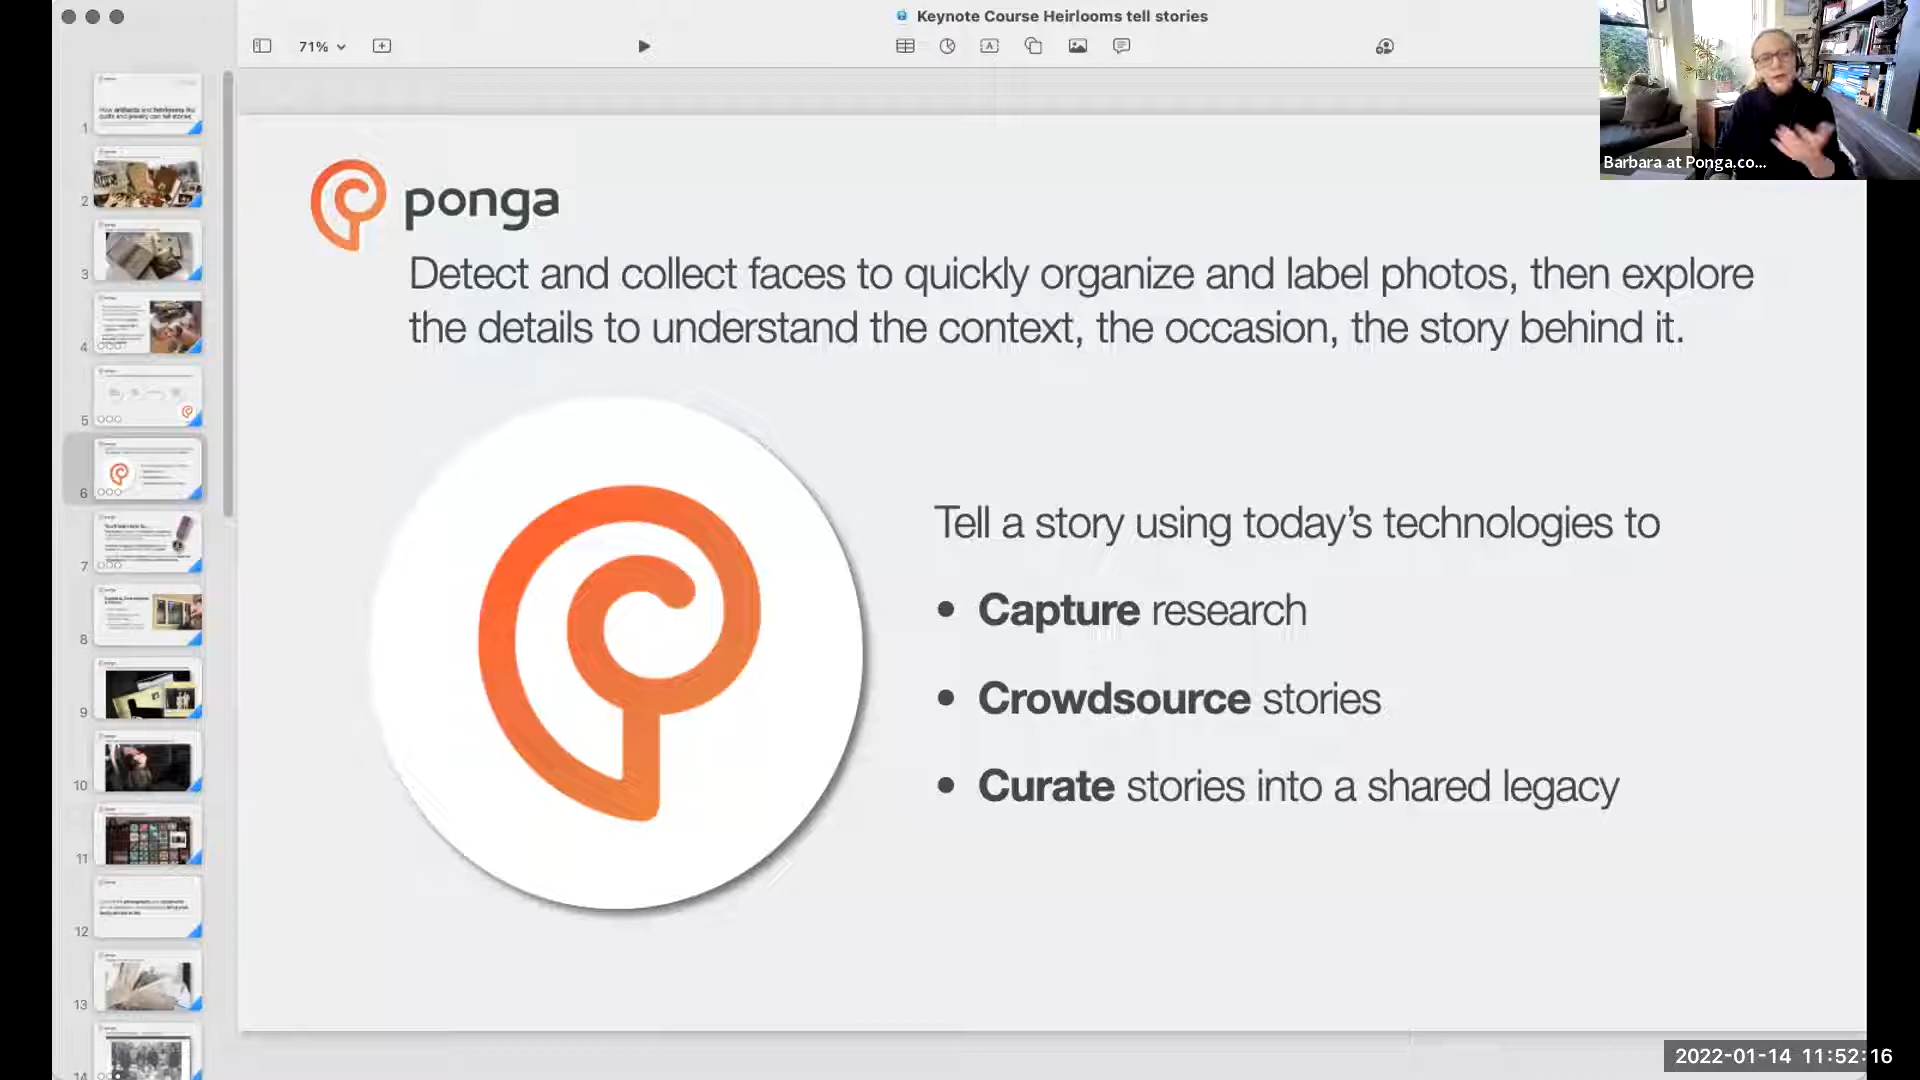 Keynote Course Heirlooms tell stories
71%
Barbara at Ponga.co...
1
2
3
4
5
6
7
8
9
10
11
12
13
14
ponga
Detect and collect faces to quickly organize and label photos, then explore
the details to understand the context, the occasion, the story behind it.
Tell a story using today’s technologies to
• Capture research
• Crowdsource stories
• Curate stories into a shared legacy
2022-01-14 11:52:16